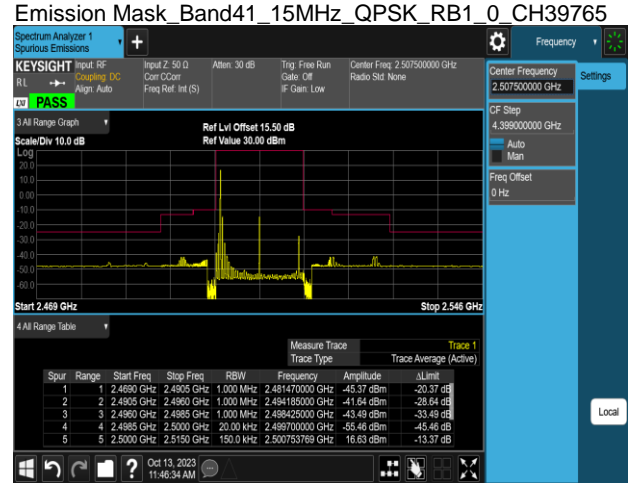 Emission Mask_Band41_15MHz_QPSK_RB1_0_CH39765
Spectrum Analyzer 1
Spurious Emissions
Frequency
KEYSIGHT Input: RF Input Z: 50 Ω Atten: 30 dB Trig: Free Run Center Freq: 2.507500000 GHz
RL Coupling: DC Corr CCorr Gate: Off Radio Std: None
Align: Auto Freq Ref: Int (S) IF Gain: Low
LXI PASS
Center Frequency
2.507500000 GHz
Settings
CF Step
4.399000000 GHz
Auto
Man
Freq Offset
0 Hz
3 All Range Graph
Ref Lvl Offset 15.50 dB
Scale/Div 10.0 dB Ref Value 30.00 dBm
Log
20.0
10.0
0.00
-10.0
-20.0
-30.0
-40.0
-50.0
-60.0
Start 2.469 GHz Stop 2.546 GHz
4 All Range Table
Measure Trace Trace 1
Trace Type Trace Average (Active)
Spur Range Start Freq Stop Freq RBW Frequency Amplitude ΔLimit
1 1 2.4690 GHz 2.4905 GHz 1.000 MHz 2.481470000 GHz -45.37 dBm -20.37 dB
2 2 2.4905 GHz 2.4960 GHz 1.000 MHz 2.494185000 GHz -41.64 dBm -28.64 dB
3 3 2.4960 GHz 2.4985 GHz 1.000 MHz 2.498425000 GHz -43.49 dBm -33.49 dB
4 4 2.4985 GHz 2.5000 GHz 20.00 kHz 2.499700000 GHz -55.46 dBm -45.46 dB
5 5 2.5000 GHz 2.5150 GHz 150.0 kHz 2.500753769 GHz 16.63 dBm -13.37 dB
Local
Oct 13, 2023
11:46:34 AM